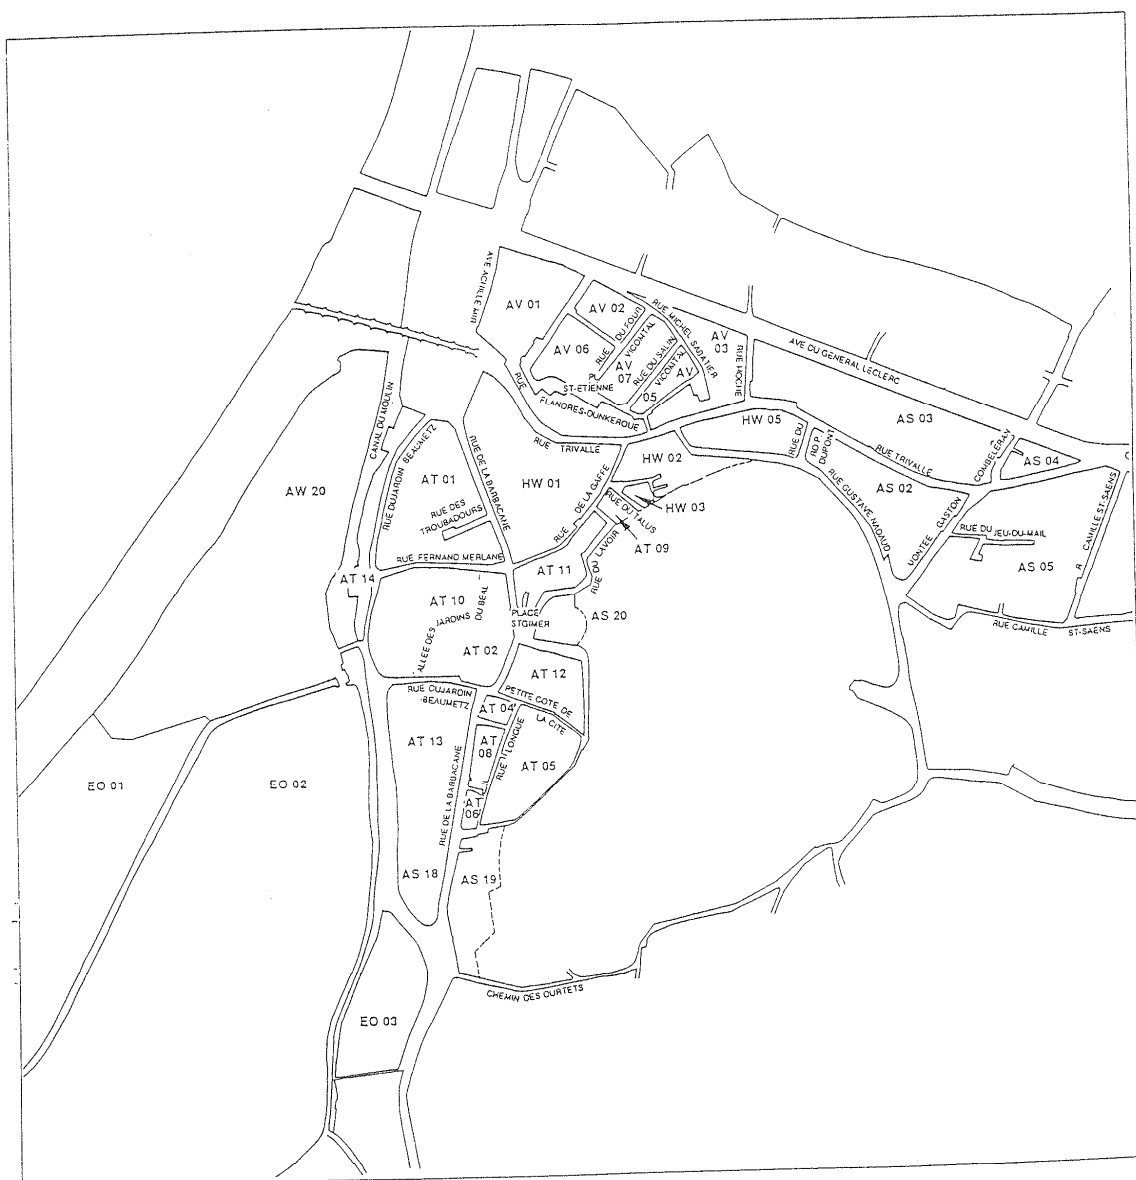 AVE ACHILLE MIR
AV 01
AV 02
RUE MICHEL SABATIER
AV
03
RUE HOCHE
AVE DU GENERAL LECLERC
AV 06
RUE
DU FOUR
VICOMTAL
RUE DU SALIN
VICOMTAL
AV
07
AV
05
PL
ST-ETIENNE
RUE
FLANDRES-DUNKERQUE
RUE TRIVALLE
CANAL DU MOULIN
AW 20
RUE DUJARDIN BEAUMETZ
AT 01
RUE DES
TROUBADOURS
RUE DE LA BARBACANE
HW 01
RUE DE LA GAFFE
HW 02
HW 05
RUE DU
RD P.
DUPONT
AS 03
RUE TRIVALLE
COMBELERAN
AS 04
AS 02
RUE GUSTAVE NADAUD
MONTÉE GASTON
RUE DU JEU-DU-MAIL
AS 05
R CAMILLE ST-SAENS
RUE CAMILLE ST-SAENS
HW 03
RUE DU TALUS
AT 09
RUE DU LAVOIR
AT 11
AS 20
RUE FERNAND MERLANE
AT 14
AT 10
ALLEE DES JARDINS DU BEAL
PLACE
STGIMER
AT 02
AT 12
RUE DUJARDIN
-BEAUMETZ
PETITE COTE DE
LA CITE
AT 04
AT 13
AT
08
RUE LONGUE
AT 05
RUE DE LA BARBACANE
AT
06
EO 01
EO 02
AS 18
AS 19
CHEMIN DES OURTETS
EO 03